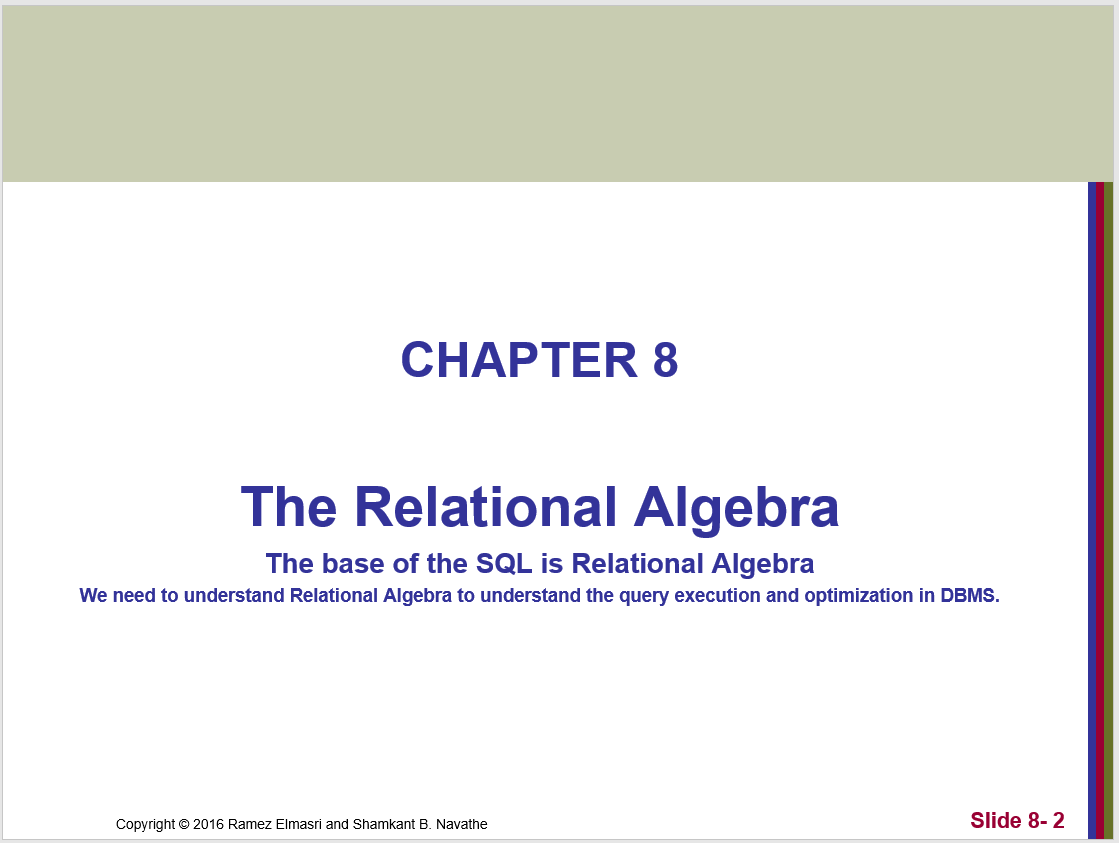 CHAPTER 8
The Relational Algebra
The base of the SQL is Relational Algebra
We need to understand Relational Algebra to understand the query execution and optimization in DBMS.
Copyright © 2016 Ramez Elmasri and Shamkant B. Navathe
Slide 8- 2